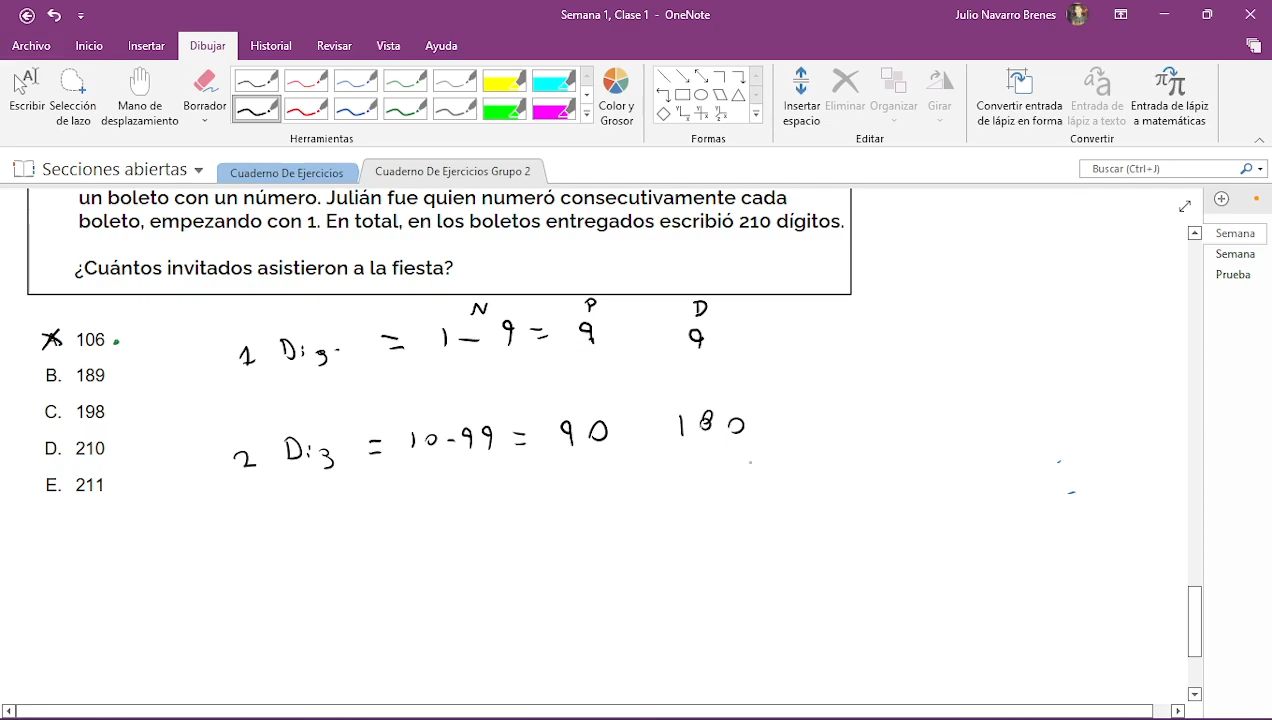 Semana 1, Clase 1 - OneNote
Julio Navarro Brenes
Archivo Inicio Insertar Dibujar Historial Revisar Vista Ayuda
Escribir
Selección de lazo
Mano de desplazamiento
Borrador
Color y Grosor
Insertar espacio
Eliminar
Organizar
Girar
Convertir entrada de lápiz en forma
Entrada de lápiz a texto
Entrada de lápiz a matemáticas
Herramientas
Formas
Editar
Convertir
Secciones abiertas
Cuaderno De Ejercicios
Cuaderno De Ejercicios Grupo 2
Buscar (Ctrl+J)
un boleto con un número. Julián fue quien numeró consecutivamente cada
boleto, empezando con 1. En total, en los boletos entregados escribió 210 dígitos.
¿Cuántos invitados asistieron a la fiesta?
Semana
Semana
Prueba
N P D
A. 106
1 Dig = 1 - 9 = 9 9
B. 189
C. 198
2 Dig = 10 - 99 = 90 180
D. 210
E. 211